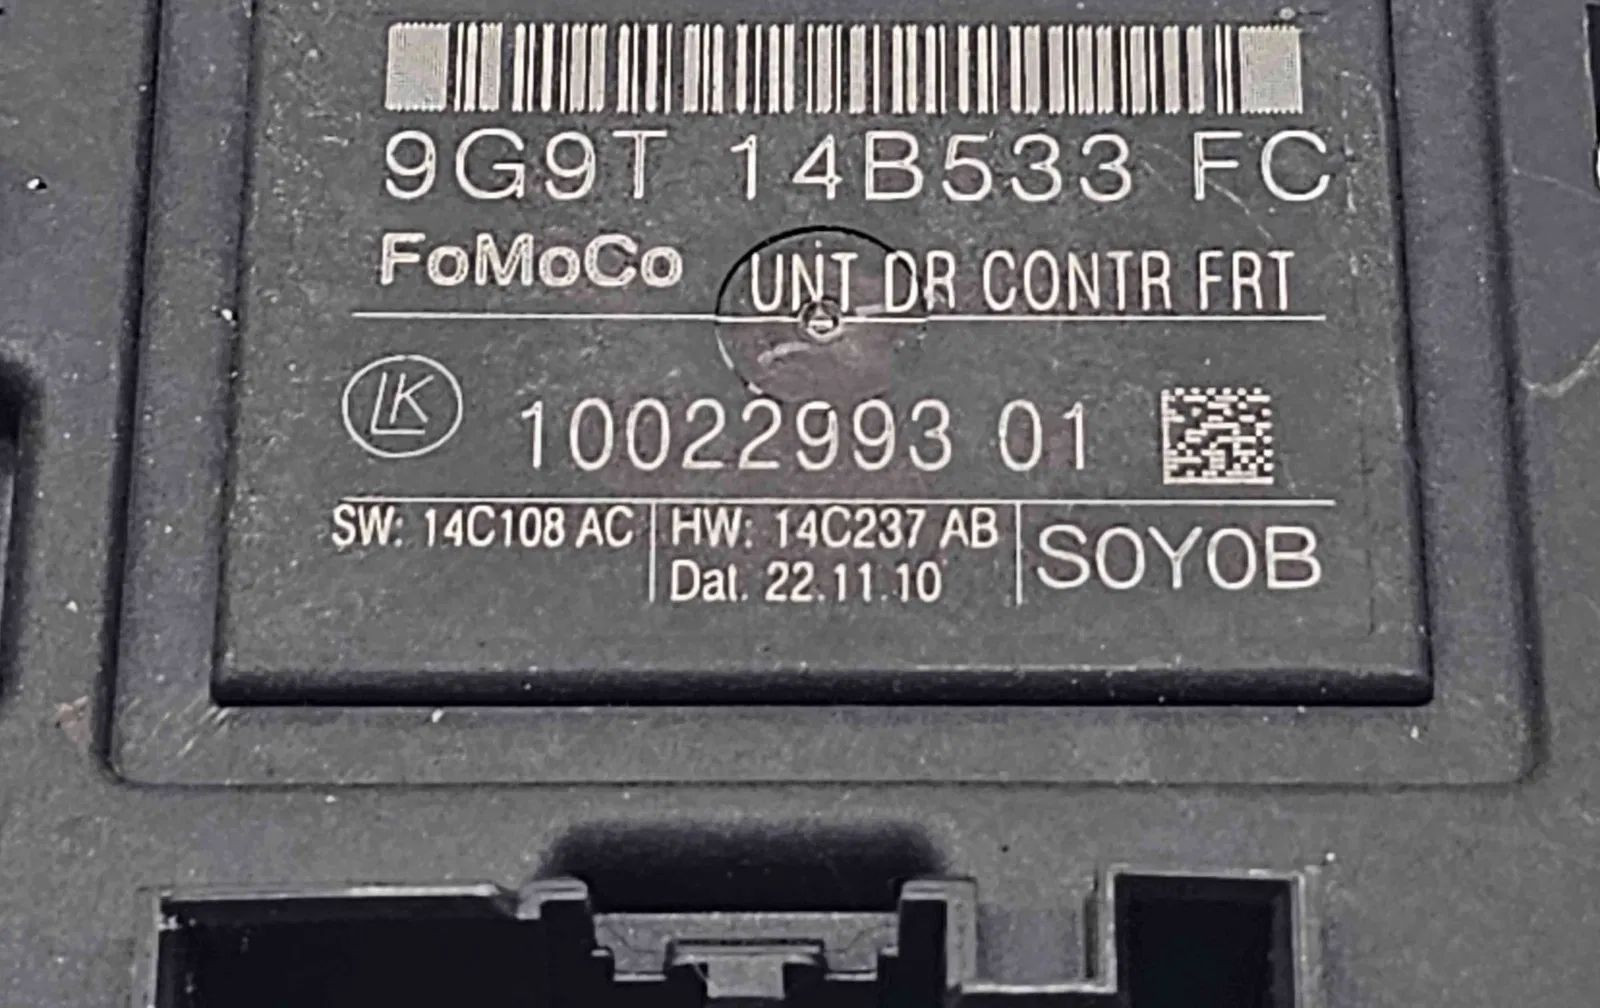 9G9T 14B533 FC
FoMoCo UNT DR CONTR FRT
LK 10022993 01
SW: 14C108 AC HW: 14C237 AB S0Y0B
Dat. 22.11.10